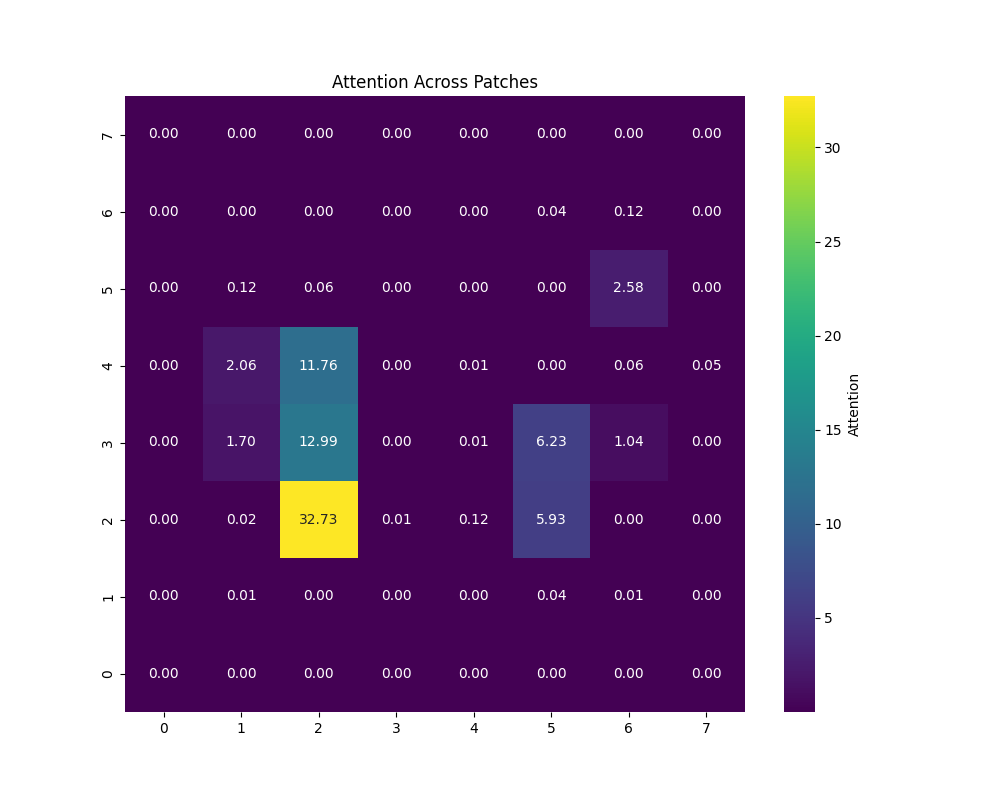 Attention Across Patches
7 0.00 0.00 0.00 0.00 0.00 0.00 0.00 0.00
6 0.00 0.00 0.00 0.00 0.00 0.04 0.12 0.00
5 0.00 0.12 0.06 0.00 0.00 0.00 2.58 0.00
4 0.00 2.06 11.76 0.00 0.01 0.00 0.06 0.05
3 0.00 1.70 12.99 0.00 0.01 6.23 1.04 0.00
2 0.00 0.02 32.73 0.01 0.12 5.93 0.00 0.00
1 0.00 0.01 0.00 0.00 0.00 0.04 0.01 0.00
0 0.00 0.00 0.00 0.00 0.00 0.00 0.00 0.00
0 1 2 3 4 5 6 7
30
25
20
15
10
5
Attention